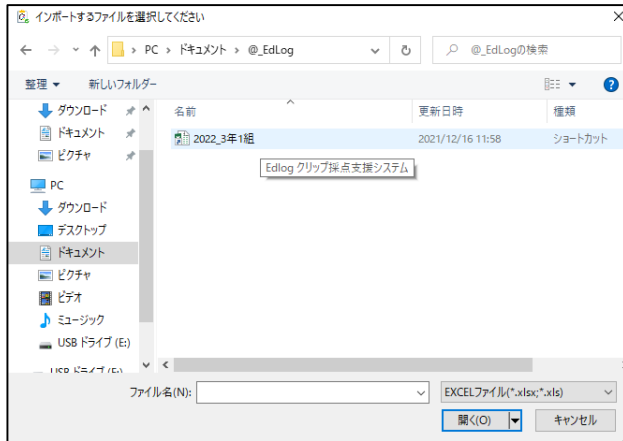 インポートするファイルを選択してください
PC > ドキュメント > @_EdLog
@_EdLogの検索
整理 新しいフォルダー
名前 更新日時 種類
ダウンロード
ドキュメント
ピクチャ
PC
ダウンロード
デスクトップ
ドキュメント
ピクチャ
ビデオ
ミュージック
USB ドライブ (E:)
USB ドライブ (E:)
2022_3年1組 2021/12/16 11:58 ショートカット
Edlog クリップ採点支援システム
ファイル名(N): EXCELファイル(*.xlsx;*.xls)
開く(O) キャンセル